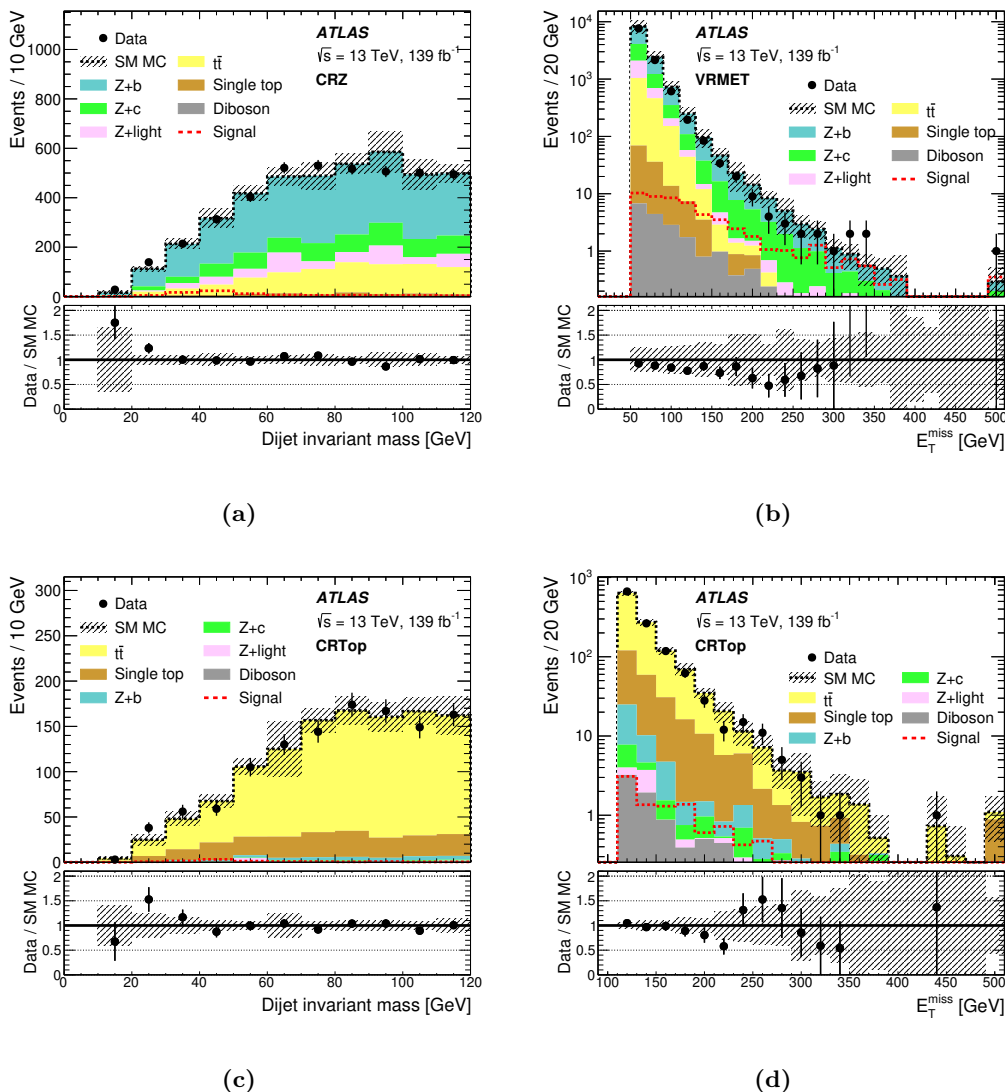 Events / 10 GeV
1000
800
600
400
200
0
Data
SM MC
Z+b
Z+c
Z+light
tt̄
Single top
Diboson
Signal
ATLAS
√s = 13 TeV, 139 fb⁻¹
CRZ
Data / SM MC
2
1.5
1
0.5
0
0 20 40 60 80 100 120
Dijet invariant mass [GeV]
(a)
Events / 20 GeV
10⁴
10³
10²
10
1
ATLAS
√s = 13 TeV, 139 fb⁻¹
VRMET
Data
SM MC
Z+b
Z+c
Z+light
tt̄
Single top
Diboson
Signal
Data / SM MC
2
1.5
1
0.5
0
0 50 100 150 200 250 300 350 400 450 500
E_T^miss [GeV]
(b)
Events / 10 GeV
300
250
200
150
100
50
0
Data
SM MC
tt̄
Single top
Z+b
Z+c
Z+light
Diboson
Signal
ATLAS
√s = 13 TeV, 139 fb⁻¹
CRTop
Data / SM MC
2
1.5
1
0.5
0
0 20 40 60 80 100 120
Dijet invariant mass [GeV]
(c)
Events / 20 GeV
10³
10²
10
1
ATLAS
√s = 13 TeV, 139 fb⁻¹
CRTop
Data
SM MC
tt̄
Single top
Z+b
Z+c
Z+light
Diboson
Signal
Data / SM MC
2
1.5
1
0.5
0
100 150 200 250 300 350 400 450 500
E_T^miss [GeV]
(d)